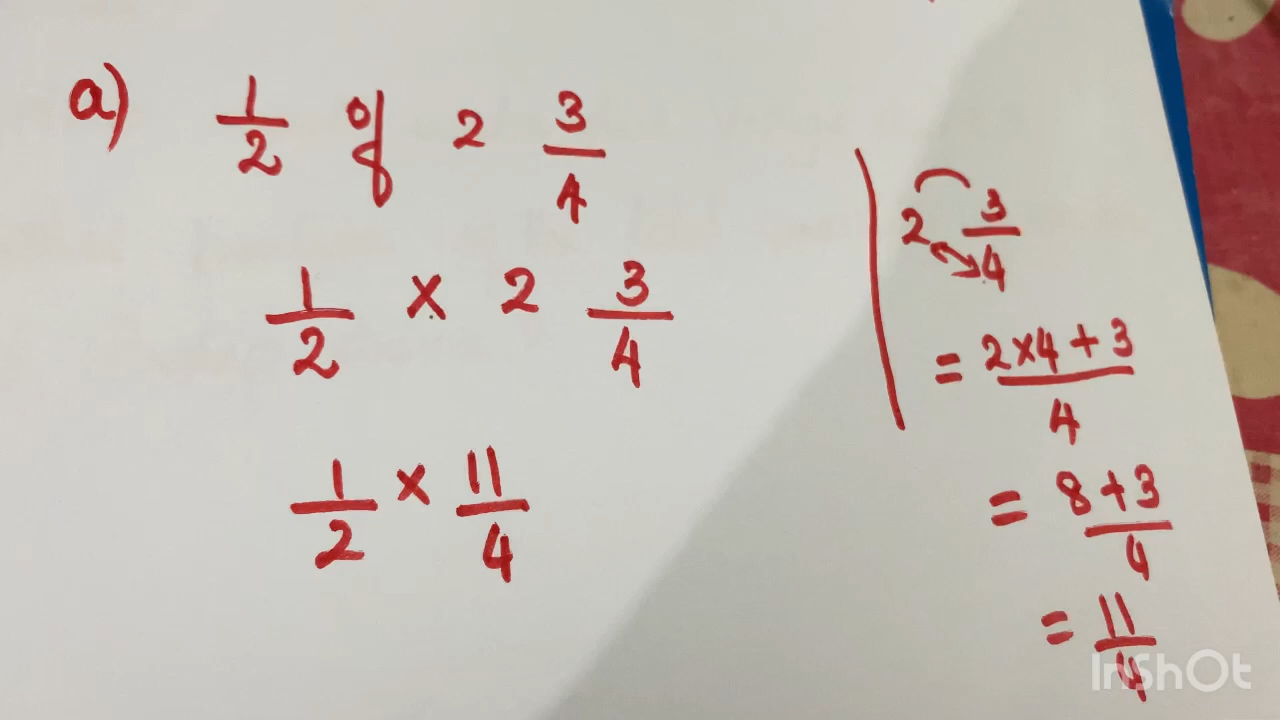 a) 1/2 of 2 3/4
1/2 × 2 3/4
1/2 × 11/4
2 3/4
= 2×4+3/4
= 8+3/4
= 11/4
InShOt